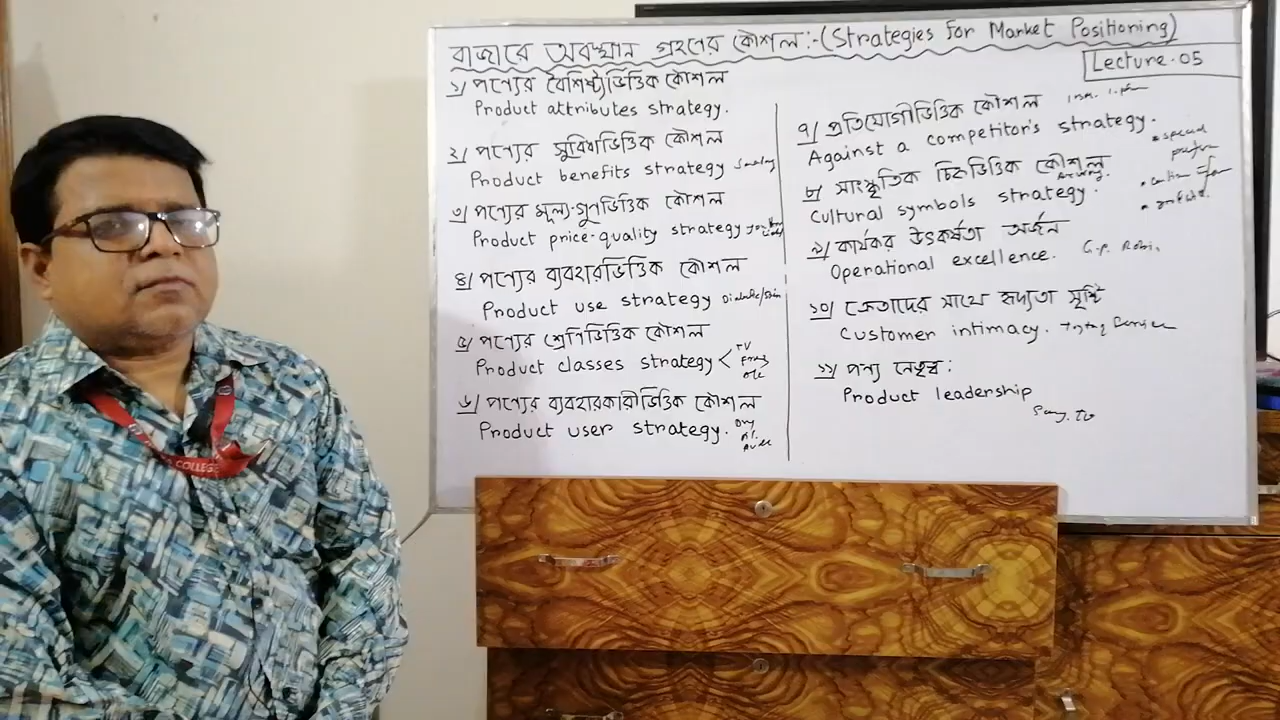 বাজারে অবস্থান গ্রহণের কৌশল:-(Strategies for Market Positioning)
Lecture-05
১) পণ্যের বৈশিষ্ট্যভিত্তিক কৌশল
Product attributes strategy.
২) পণ্যের সুবিধাভিত্তিক কৌশল
Product benefits strategy
৩) পণ্যের মূল্য-গুণভিত্তিক কৌশল
Product price-quality strategy
৪) পণ্যের ব্যবহারভিত্তিক কৌশল
Product use strategy
৫) পণ্যের শ্রেণিভিত্তিক কৌশল
Product classes strategy < TV
৬) পণ্যের ব্যবহারকারীভিত্তিক কৌশল
Product user strategy.
৭) প্রতিযোগীভিত্তিক কৌশল
Against a competitor's strategy.
৮) সাংস্কৃতিক চিহ্নভিত্তিক কৌশল
Cultural symbols strategy.
৯) কার্যকর উৎকর্ষতা অর্জন
Operational excellence. G.p. Robi.
১০) ক্রেতাদের সাথে হৃদ্যতা সৃষ্টি
Customer intimacy.
১১) পণ্য নেতৃত্ব:
Product leadership
COLLEGE